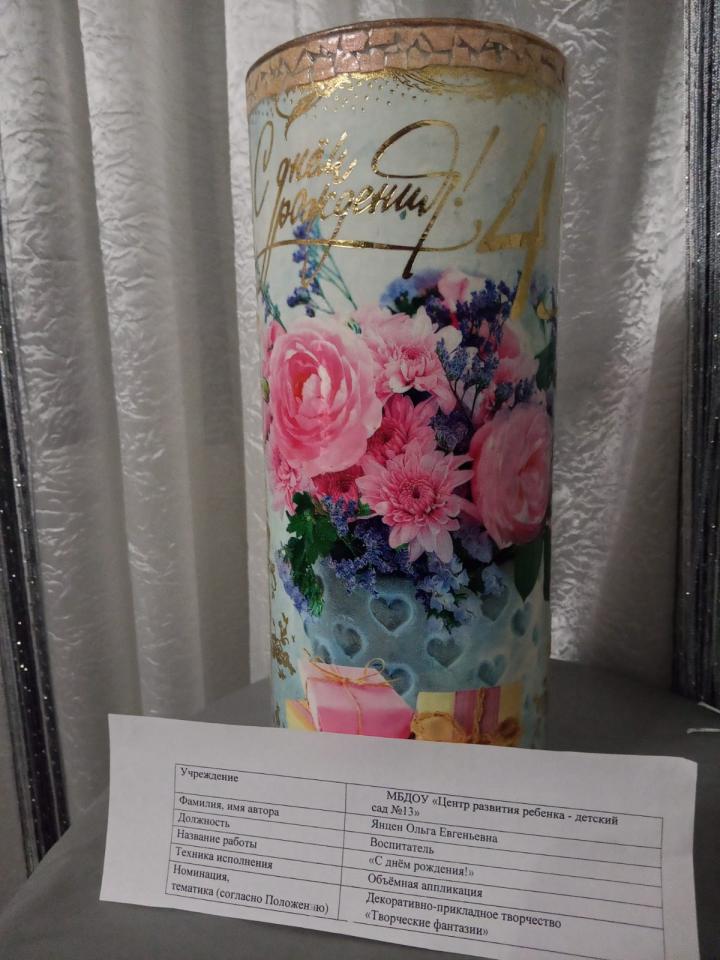 С днём
рождения! 4
Учреждение
МБДОУ «Центр развития ребенка - детский
сад №13»
Фамилия, имя автора
Янцен Ольга Евгеньевна
Должность
Воспитатель
Название работы
«С днём рождения!»
Техника исполнения
Объёмная аппликация
Номинация,
тематика (согласно Положению)
Декоративно-прикладное творчество
«Творческие фантазии»